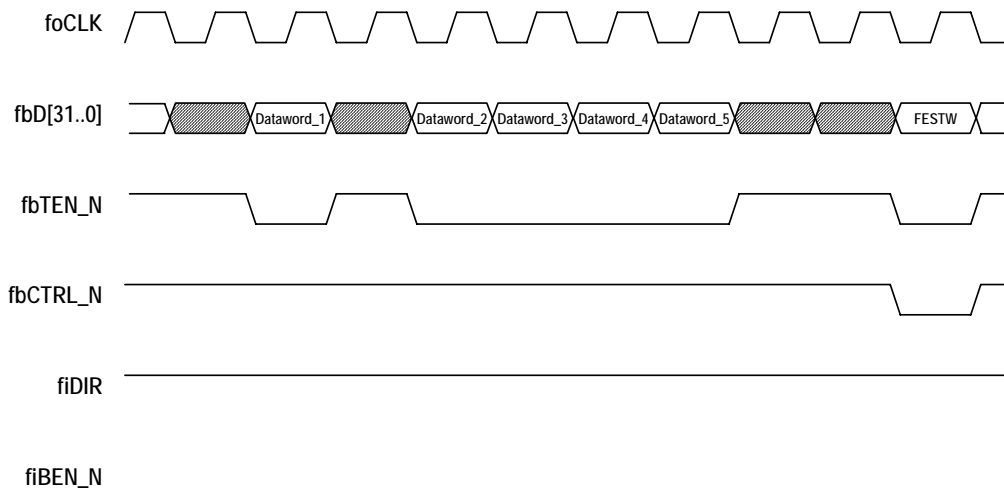 foCLK
fbD[31..0]
Dataword_1 Dataword_2 Dataword_3 Dataword_4 Dataword_5 FESTW
fbTEN_N
fbCTRL_N
fiDIR
fiBEN_N